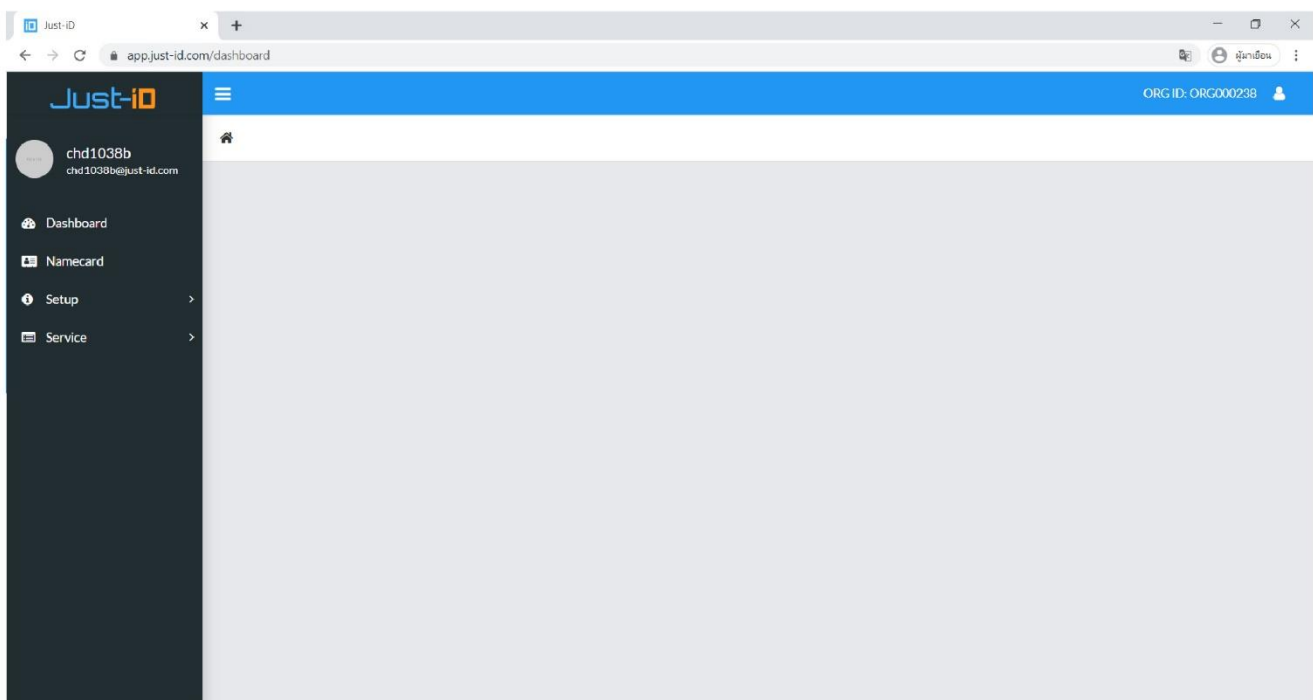 Just-iD
app.just-id.com/dashboard
ผู้มาเยือน
Just-iD
ORG ID: ORG000238
chd1038b
chd1038b@just-id.com
Dashboard
Namecard
Setup
Service